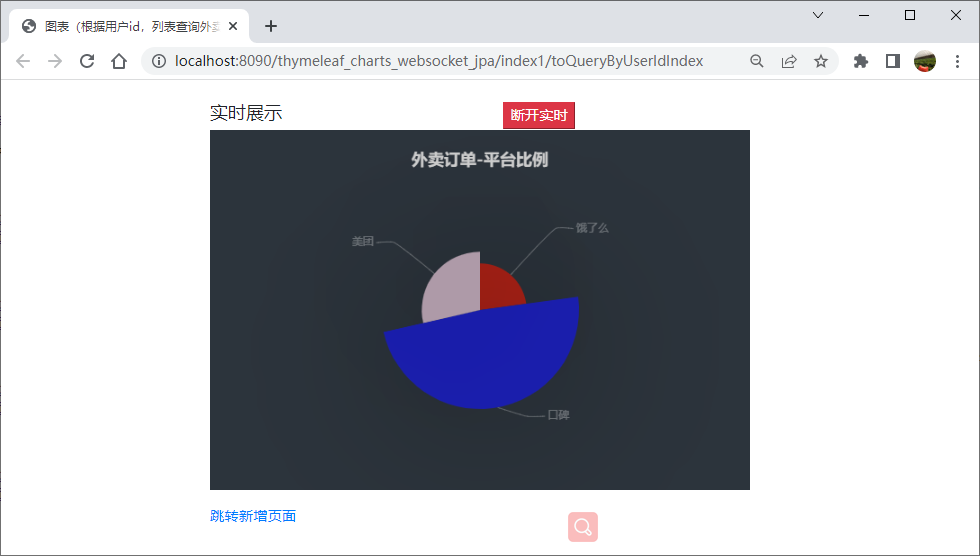 图表（根据用户id，列表查询外卖
localhost:8090/thymeleaf_charts_websocket_jpa/index1/toQueryByUserIdIndex
实时展示
断开实时
外卖订单-平台比例
饿了么
美团
口碑
跳转新增页面